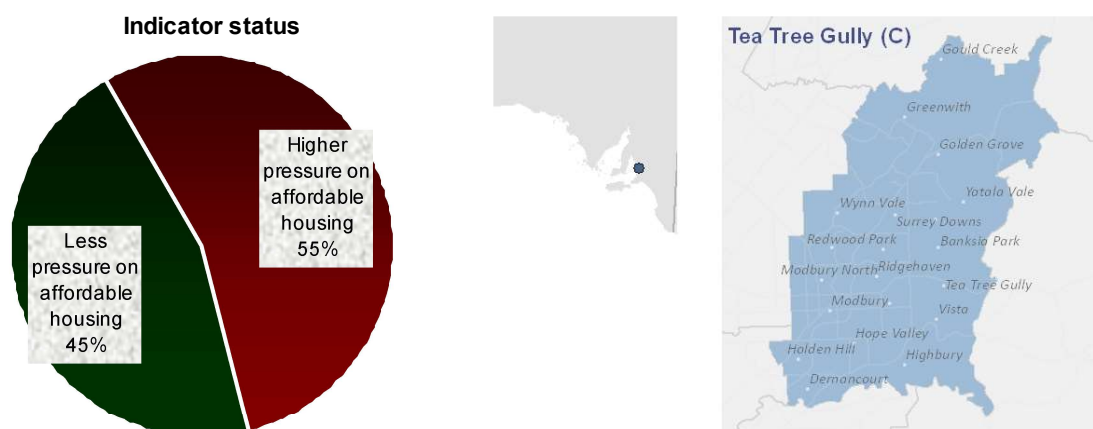 Indicator status
Higher
pressure on
affordable
housing
55%
Less
pressure on
affordable
housing
45%
Tea Tree Gully (C)
Gould Creek
Greenwith
Golden Grove
Yatala Vale
Wynn Vale
Surrey Downs
Redwood Park
Banksia Park
Modbury North
Ridgehaven
Tea Tree Gully
Modbury
Vista
Hope Valley
Holden Hill
Highbury
Dernancourt